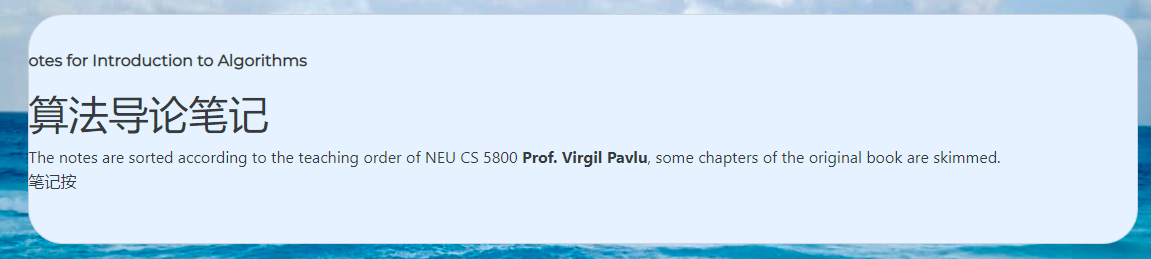 otes for Introduction to Algorithms
算法导论笔记
The notes are sorted according to the teaching order of NEU CS 5800 Prof. Virgil Pavlu, some chapters of the original book are skimmed.
笔记按